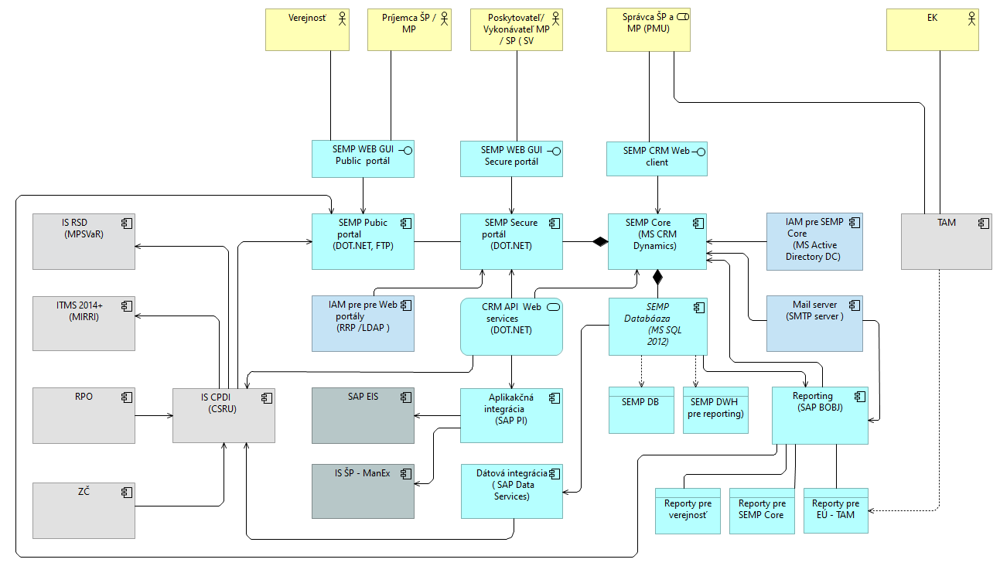 Verejnosť
Príjemca ŠP /
MP
Poskytovateľ/
Vykonávateľ MP
/ SP ( SV
Správca ŠP a
MP (PMU)
EK
SEMP WEB GUI
Public  portál
SEMP WEB GUI
Secure portál
SEMP CRM Web
client
IS RSD
(MPSVaR)
SEMP Pubic
portal
(DOT.NET, FTP)
SEMP Secure
portál
(DOT.NET)
SEMP Core
(MS CRM
Dynamics)
IAM pre SEMP
Core
(MS Active
Directory DC)
TAM
ITMS 2014+
(MIRRI)
IAM pre pre Web
portály
(RRP /LDAP )
CRM API  Web
services
(DOT.NET)
SEMP
Databáaza
(MS SQL
2012)
Mail server
(SMTP server )
RPO
IS CPDI
(CSRU)
SAP EIS
Aplikakčná
integrácia
(SAP PI)
SEMP DB
SEMP DWH
pre reporting)
Reporting
(SAP BOBJ)
ZČ
IS ŠP - ManEx
Dátová integrácia
( SAP Data
Services)
Reporty pre
verejnosť
Reporty pre
SEMP Core
Reporty pre
EÚ - TAM